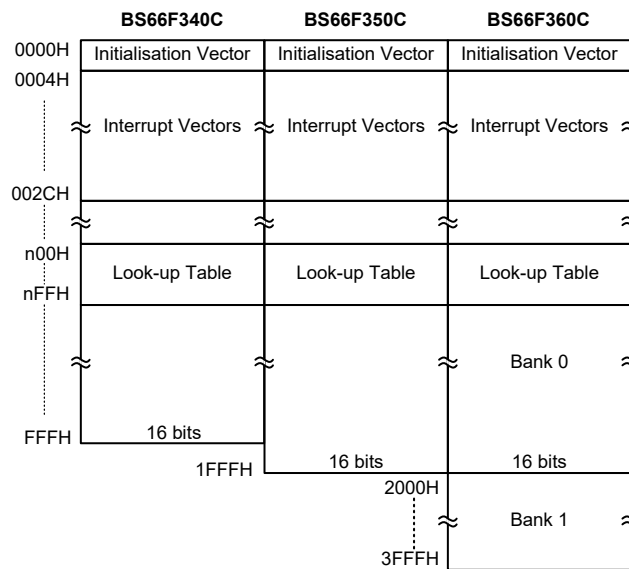 BS66F340C BS66F350C BS66F360C
0000H Initialisation Vector Initialisation Vector Initialisation Vector
0004H
Interrupt Vectors Interrupt Vectors Interrupt Vectors
002CH
n00H
Look-up Table Look-up Table Look-up Table
nFFH
Bank 0
FFFH 16 bits
1FFFH 16 bits 16 bits
2000H
Bank 1
3FFFH